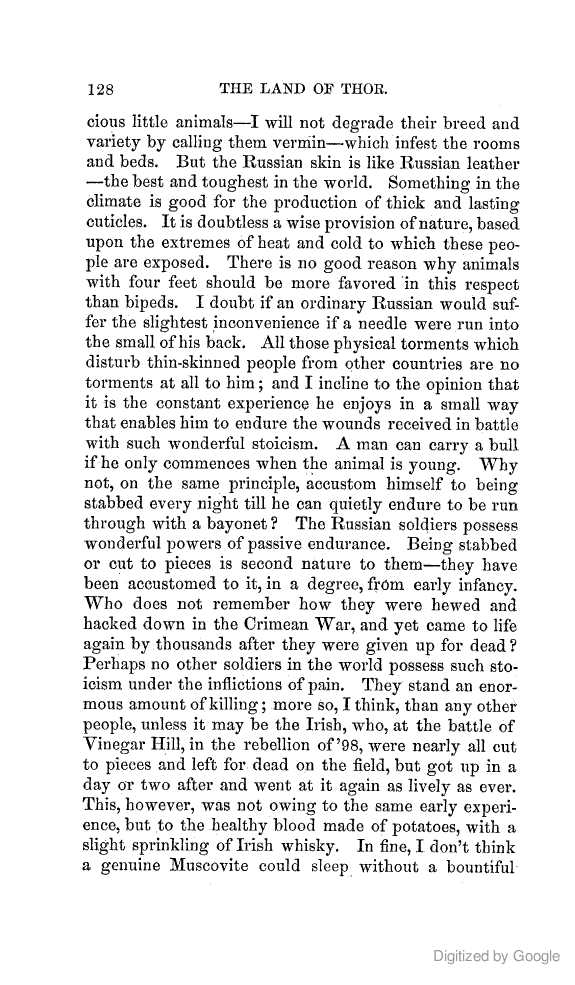 128 THE LAND OF THOR.
cious little animals—I will not degrade their breed and
variety by calling them vermin—which infest the rooms
and beds. But the Russian skin is like Russian leather
—the best and toughest in the world. Something in the
climate is good for the production of thick and lasting
cuticles. It is doubtless a wise provision of nature, based
upon the extremes of heat and cold to which these peo-
ple are exposed. There is no good reason why animals
with four feet should be more favored in this respect
than bipeds. I doubt if an ordinary Russian would suf-
fer the slightest inconvenience if a needle were run into
the small of his back. All those physical torments which
disturb thin-skinned people from other countries are no
torments at all to him; and I incline to the opinion that
it is the constant experience he enjoys in a small way
that enables him to endure the wounds received in battle
with such wonderful stoicism. A man can carry a bull
if he only commences when the animal is young. Why
not, on the same principle, accustom himself to being
stabbed every night till he can quietly endure to be run
through with a bayonet? The Russian soldiers possess
wonderful powers of passive endurance. Being stabbed
or cut to pieces is second nature to them—they have
been accustomed to it, in a degree, from early infancy.
Who does not remember how they were hewed and
hacked down in the Crimean War, and yet came to life
again by thousands after they were given up for dead?
Perhaps no other soldiers in the world possess such sto-
icism under the inflictions of pain. They stand an enor-
mous amount of killing; more so, I think, than any other
people, unless it may be the Irish, who, at the battle of
Vinegar Hill, in the rebellion of '98, were nearly all cut
to pieces and left for dead on the field, but got up in a
day or two after and went at it again as lively as ever.
This, however, was not owing to the same early experi-
ence, but to the healthy blood made of potatoes, with a
slight sprinkling of Irish whisky. In fine, I don't think
a genuine Muscovite could sleep without a bountiful
Digitized by Google